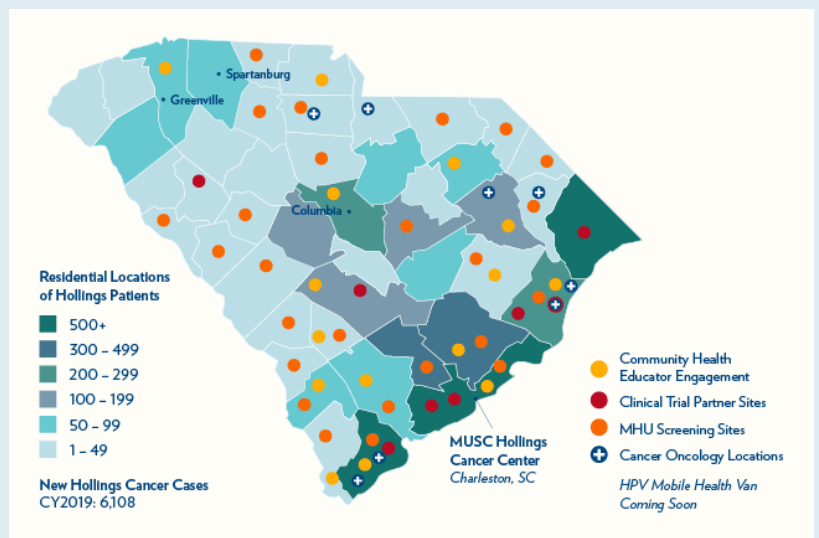 Spartanburg
Greenville
Columbia
Residential Locations
of Hollings Patients
500+
300 – 499
200 – 299
100 – 199
50 – 99
1 – 49
New Hollings Cancer Cases
CY2019: 6,108
MUSC Hollings
Cancer Center
Charleston, SC
Community Health
Educator Engagement
Clinical Trial Partner Sites
MHU Screening Sites
Cancer Oncology Locations
HPV Mobile Health Van
Coming Soon